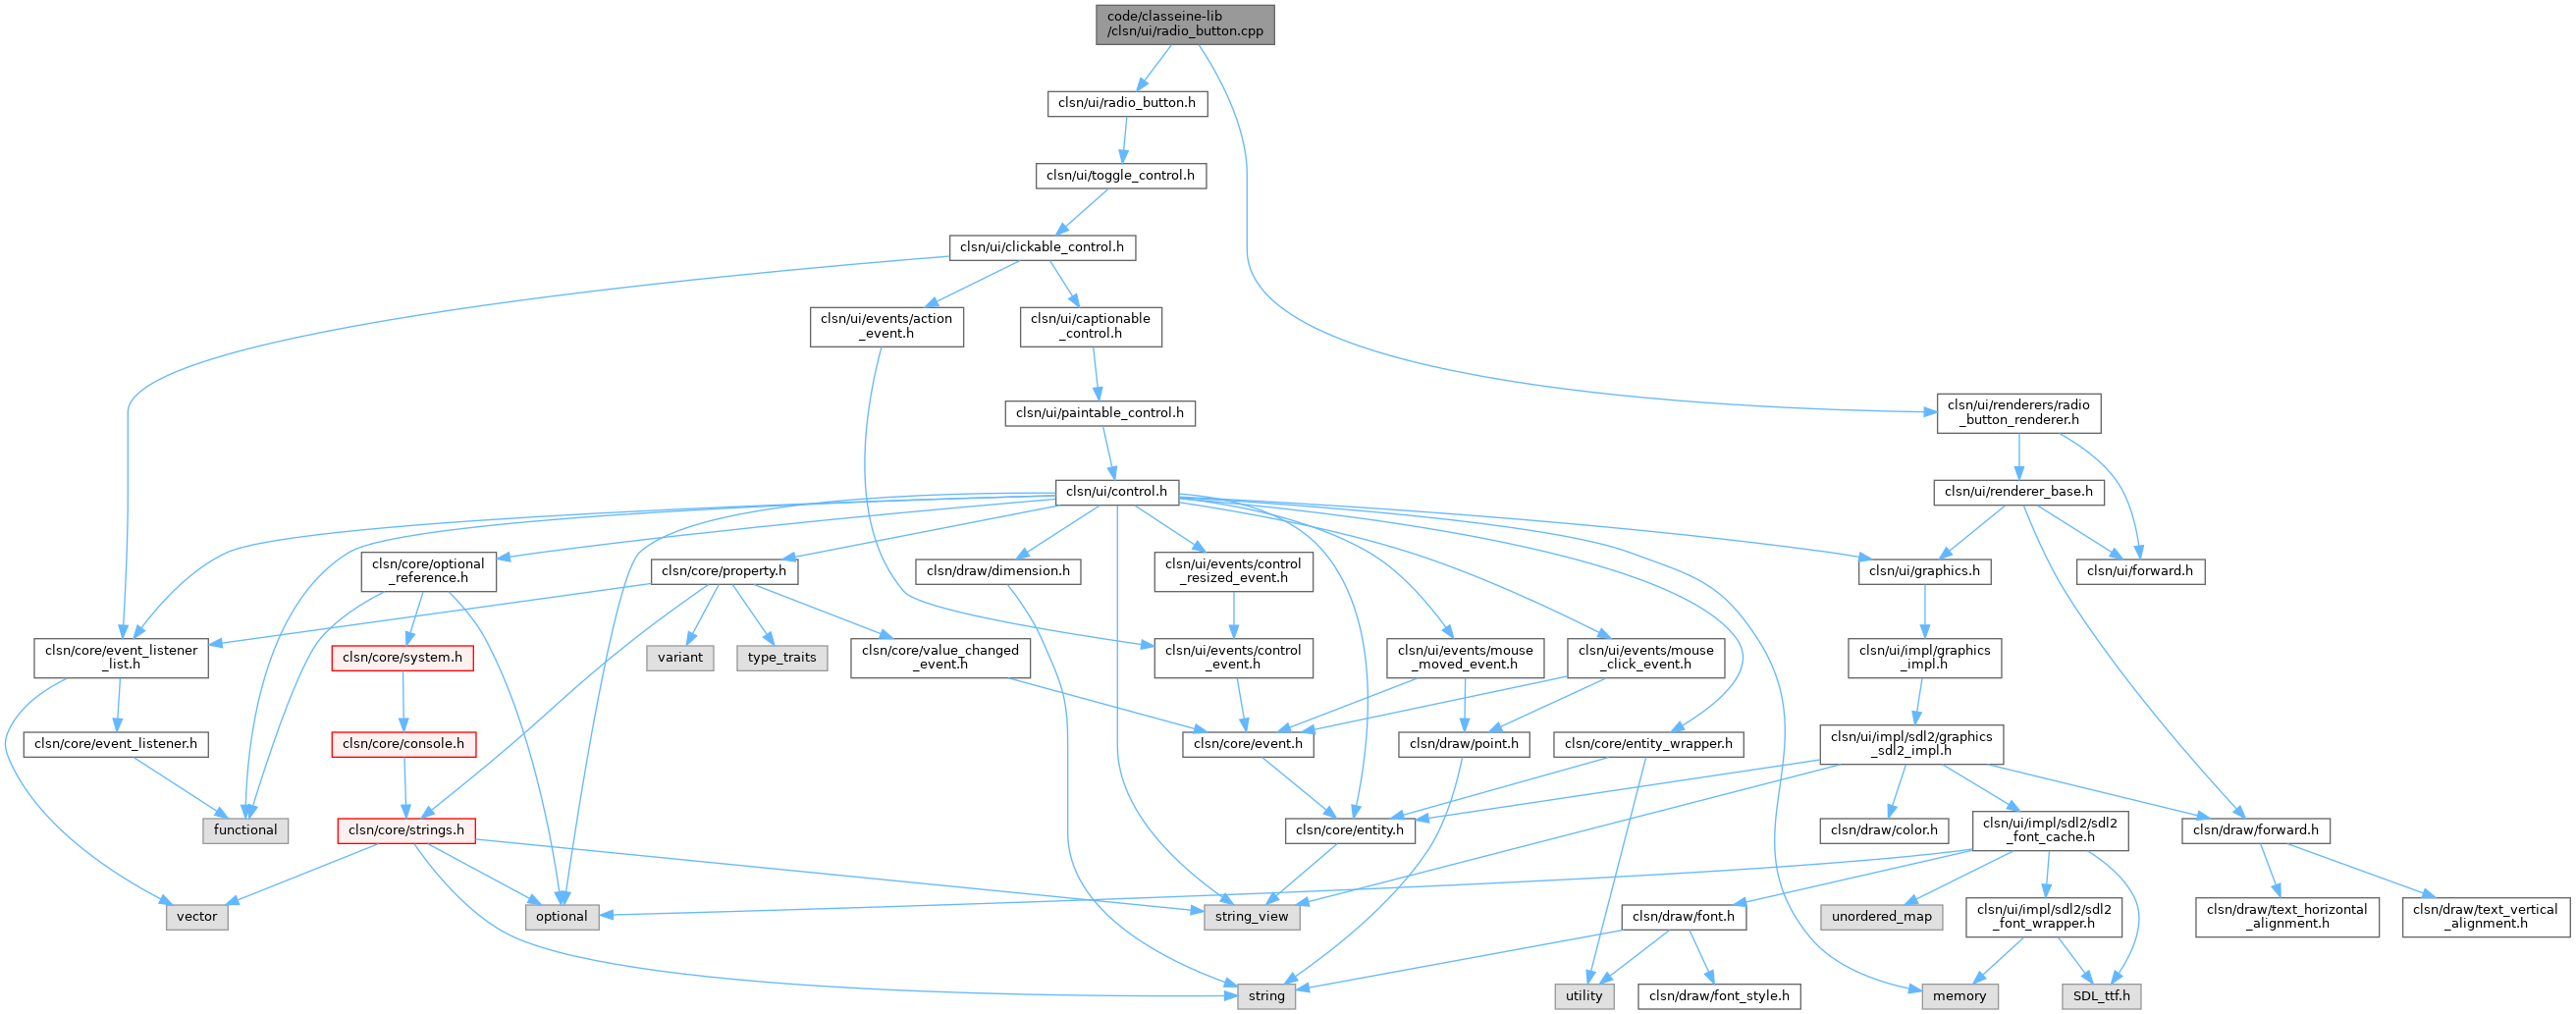 code/classeine-lib
/clsn/ui/radio_button.cpp
clsn/ui/radio_button.h
clsn/ui/toggle_control.h
clsn/ui/clickable_control.h
clsn/ui/events/action
_event.h
clsn/ui/captionable
_control.h
clsn/ui/paintable_control.h
clsn/ui/renderers/radio
_button_renderer.h
clsn/ui/control.h
clsn/ui/renderer_base.h
clsn/core/optional
_reference.h
clsn/core/property.h
clsn/draw/dimension.h
clsn/ui/events/control
_resized_event.h
clsn/ui/graphics.h
clsn/ui/forward.h
clsn/core/event_listener
_list.h
clsn/core/system.h
variant
type_traits
clsn/core/value_changed
_event.h
clsn/ui/events/control
_event.h
clsn/ui/events/mouse
_moved_event.h
clsn/ui/events/mouse
_click_event.h
clsn/ui/impl/graphics
_impl.h
clsn/core/event_listener.h
clsn/core/console.h
clsn/core/event.h
clsn/draw/point.h
clsn/core/entity_wrapper.h
clsn/ui/impl/sdl2/graphics
_sdl2_impl.h
functional
clsn/core/strings.h
clsn/core/entity.h
clsn/draw/color.h
clsn/ui/impl/sdl2/sdl2
_font_cache.h
clsn/draw/forward.h
vector
optional
string_view
clsn/draw/font.h
unordered_map
clsn/ui/impl/sdl2/sdl2
_font_wrapper.h
clsn/draw/text_horizontal
_alignment.h
clsn/draw/text_vertical
_alignment.h
string
utility
clsn/draw/font_style.h
memory
SDL_ttf.h